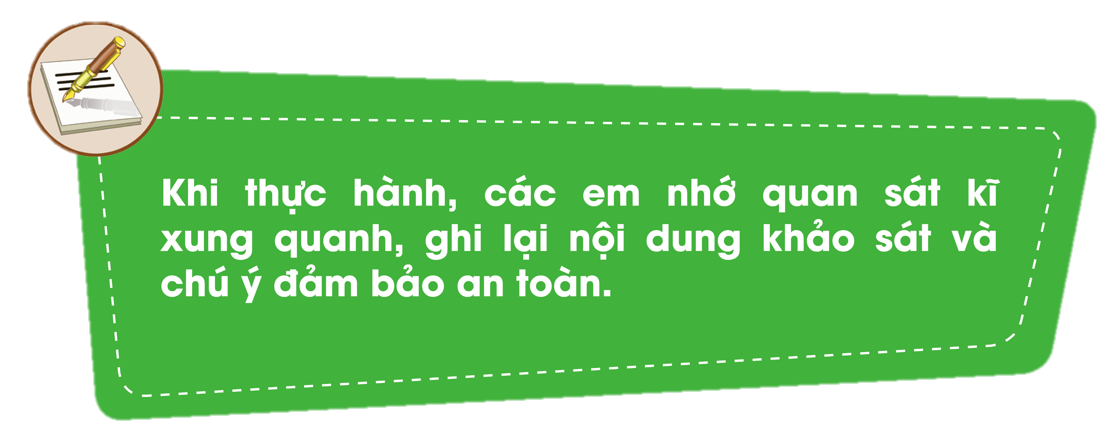 Khi thực hành, các em nhớ quan sát kĩ
xung quanh, ghi lại nội dung khảo sát và
chú ý đảm bảo an toàn.